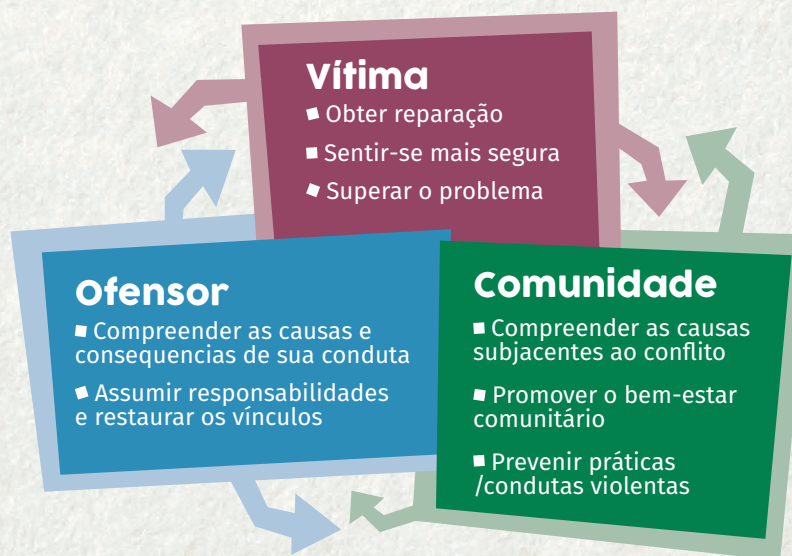 Vítima
Obter reparação
Sentir-se mais segura
Superar o problema
Ofensor
Compreender as causas e
consequencias de sua conduta
Assumir responsabilidades
e restaurar os vínculos
Comunidade
Compreender as causas
subjacentes ao conflito
Promover o bem-estar
comunitário
Prevenir práticas
/condutas violentas